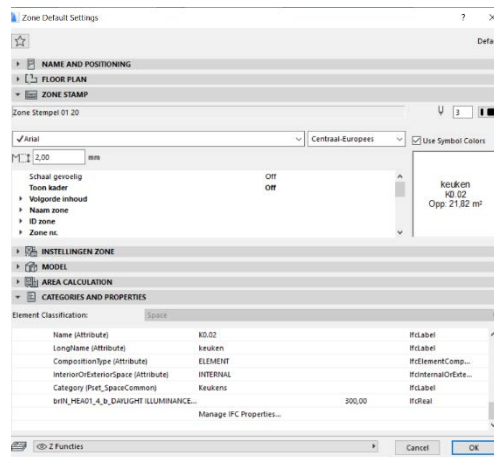 Zone Default Settings ? X
Defa
NAME AND POSITIONING
FLOOR PLAN
ZONE STAMP
Zone Stempel 01 20 3
Arial Centraal-Europees Use Symbol Colors
2,00 mm
Schaal gevoelig Off
Toon kader Off
Volgorde inhoud
Naam zone
ID zone
Zone nr.
keuken
K0.02
Opp: 21,82 m²
INSTELLINGEN ZONE
MODEL
AREA CALCULATION
CATEGORIES AND PROPERTIES
Element Classification: Space
Name (Attribute) K0.02 IfcLabel
LongName (Attribute) keuken IfcLabel
CompositionType (Attribute) ELEMENT IfcElementComp...
InteriorOrExteriorSpace (Attribute) INTERNAL IfcInternalOrExte...
Category (Pset_SpaceCommon) Keukens IfcLabel
brIN_HEA01_4_b_DAYLIGHT ILLUMINANCE... 300,00 IfcReal
Manage IFC Properties...
Z Functies Cancel OK